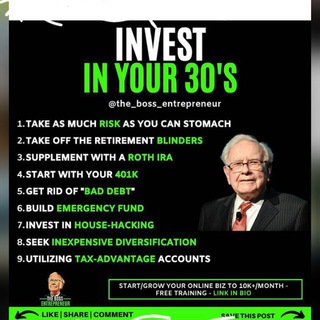 INVEST
IN YOUR 30'S
@the_boss_entrepreneur
1. TAKE AS MUCH RISK AS YOU CAN STOMACH
2. TAKE OFF THE RETIREMENT BLINDERS
3. SUPPLEMENT WITH A ROTH IRA
4. START WITH YOUR 401K
5. GET RID OF "BAD DEBT"
6. BUILD EMERGENCY FUND
7. INVEST IN HOUSE-HACKING
8. SEEK INEXPENSIVE DIVERSIFICATION
9. UTILIZING TAX-ADVANTAGE ACCOUNTS
THE BOSS
ENTREPRENEUR
START/GROW YOUR ONLINE BIZ TO 10K+/MONTH -
FREE TRAINING - LINK IN BIO
LIKE | SHARE | COMMENT
SAVE THIS POST